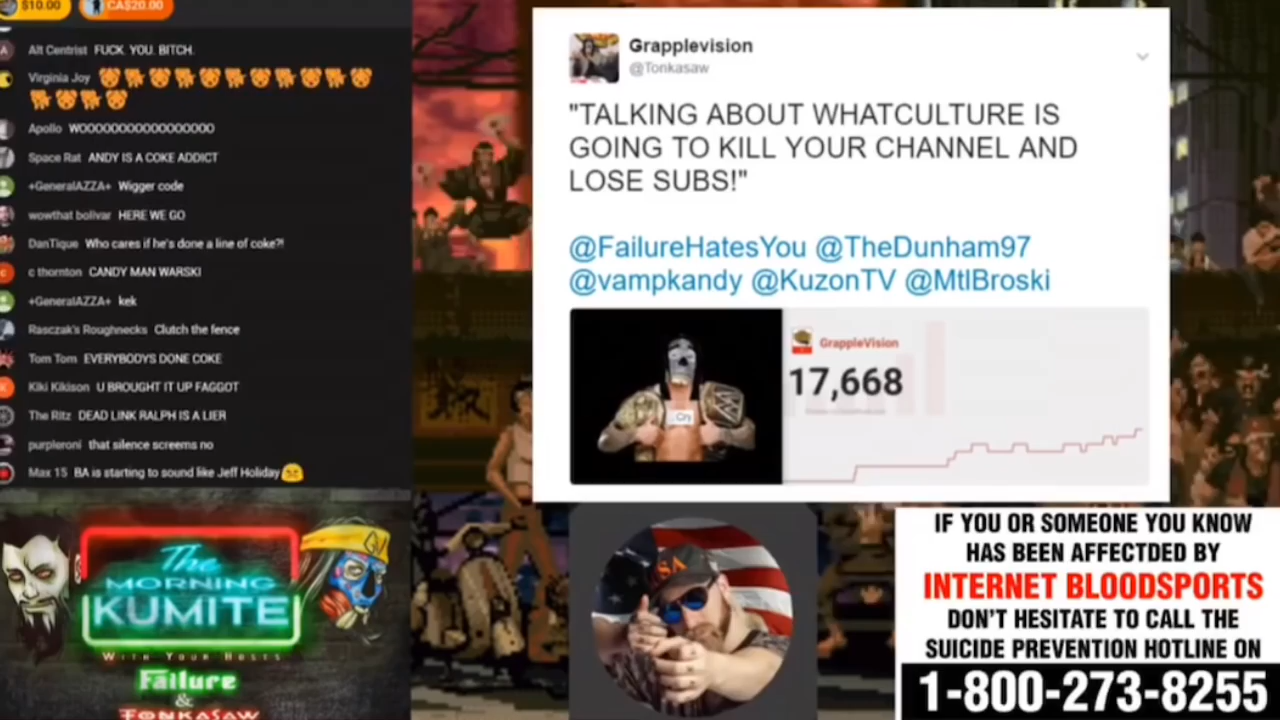 $10.00
CA$20.00
Alt Centrist FUCK. YOU. BITCH.
Virginia Joy
Apollo WOOOOOOOOOOOOOOOOO
Space Rat ANDY IS A COKE ADDICT
+GeneralAZZA+ Wigger code
wowthat bolivar HERE WE GO
DanTique Who cares if he's done a line of coke?!
c thornton CANDY MAN WARSKI
+GeneralAZZA+ kek
Rasczak's Roughnecks Clutch the fence
Tom Tom EVERYBODYS DONE COKE
Kiki Kikison U BROUGHT IT UP FAGGOT
The Ritz DEAD LINK RALPH IS A LIER
purpleroni that silence screems no
Max 15 BA is starting to sound like Jeff Holiday
Grapplevision
@Tonkasaw
"TALKING ABOUT WHATCULTURE IS
GOING TO KILL YOUR CHANNEL AND
LOSE SUBS!"
@FailureHatesYou @TheDunham97
@vampkandy @KuzonTV @MtlBroski
Cry
GrappleVision
17,668
The
MORNING
KUMITE
WITH YOUR HOSTS
Failure
&
TONKASAW
SA
IF YOU OR SOMEONE YOU KNOW
HAS BEEN AFFECTDED BY
INTERNET BLOODSPORTS
DON'T HESITATE TO CALL THE
SUICIDE PREVENTION HOTLINE ON
1-800-273-8255